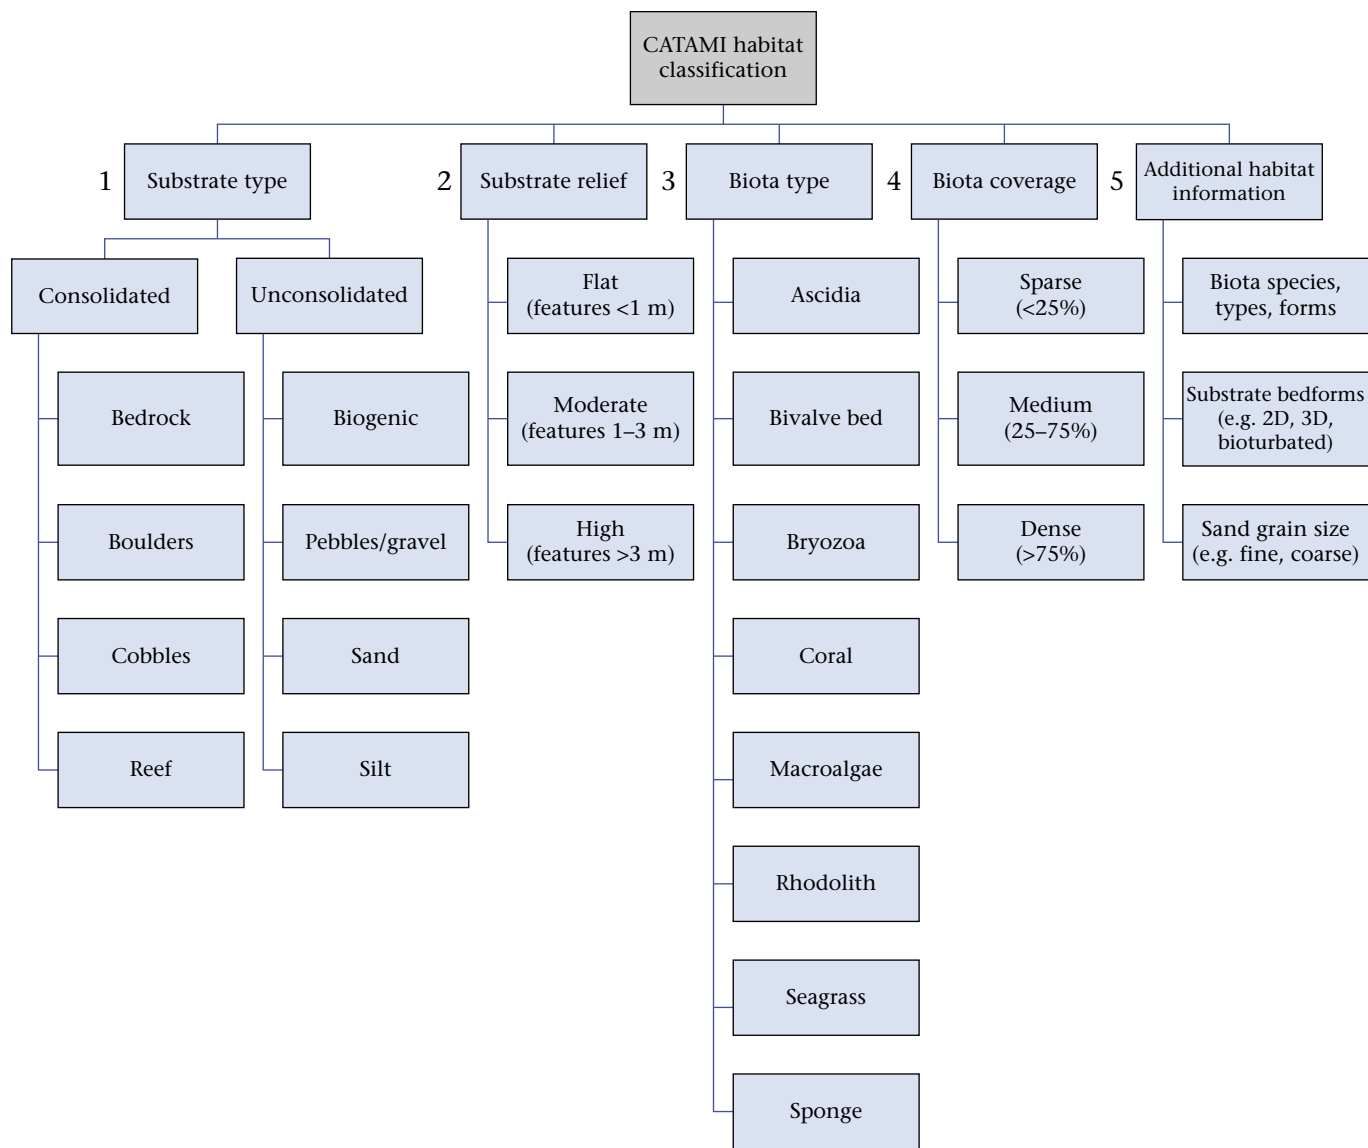 CATAMI habitat
classification
1
Substrate type
2
Substrate relief
3
Biota type
4
Biota coverage
5
Additional habitat
information
Consolidated
Bedrock
Boulders
Cobbles
Reef
Unconsolidated
Biogenic
Pebbles/gravel
Sand
Silt
Flat
(features <1 m)
Moderate
(features 1–3 m)
High
(features >3 m)
Ascidia
Bivalve bed
Bryozoa
Coral
Macroalgae
Rhodolith
Seagrass
Sponge
Sparse
(<25%)
Medium
(25–75%)
Dense
(>75%)
Biota species,
types, forms
Substrate bedforms
(e.g. 2D, 3D,
bioturbated)
Sand grain size
(e.g. fine, coarse)